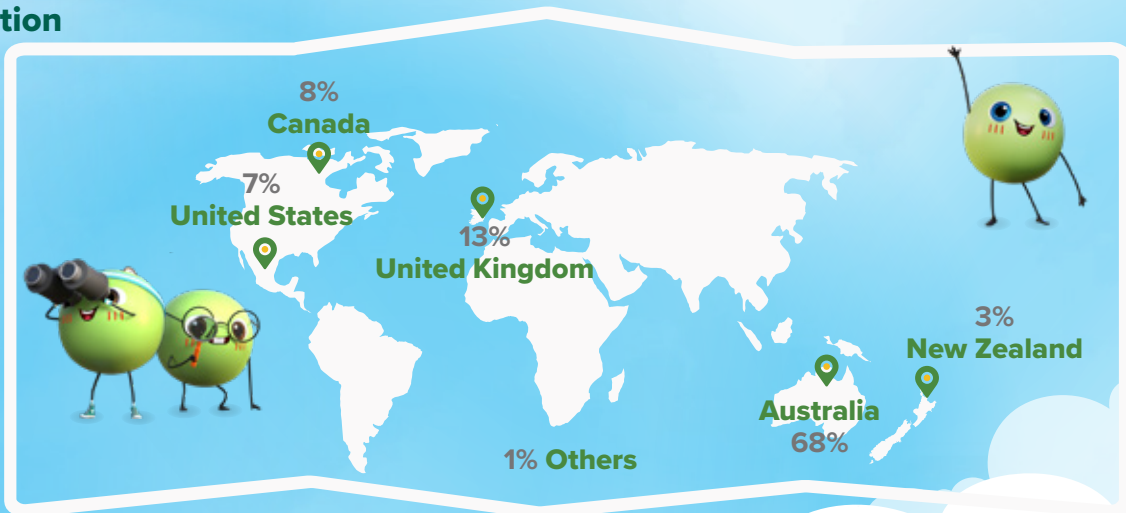 tion
8%
Canada
7%
United States
13%
United Kingdom
3%
New Zealand
Australia
68%
1% Others